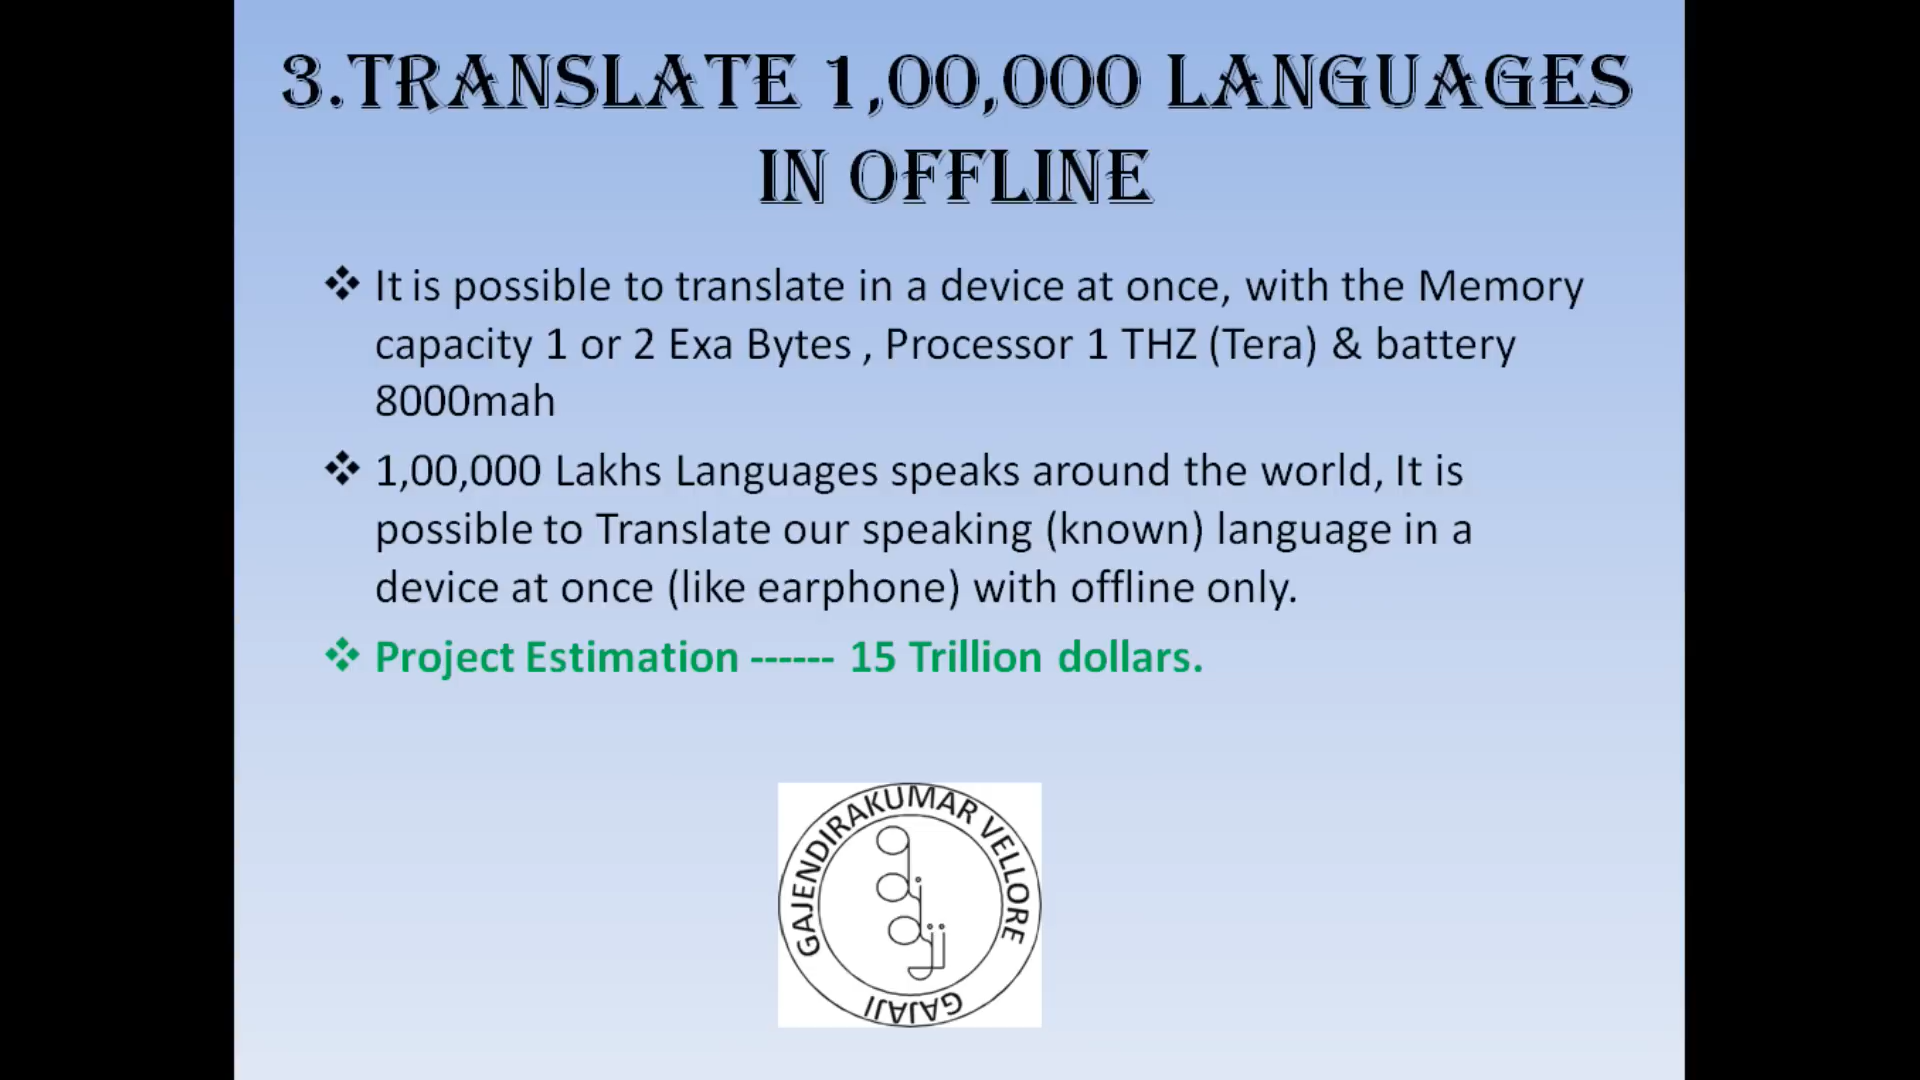 3.TRANSLATE 1,00,000 LANGUAGES
IN OFFLINE
❖ It is possible to translate in a device at once, with the Memory
capacity 1 or 2 Exa Bytes , Processor 1 THZ (Tera) & battery
8000mah
❖ 1,00,000 Lakhs Languages speaks around the world, It is
possible to Translate our speaking (known) language in a
device at once (like earphone) with offline only.
❖ Project Estimation ------ 15 Trillion dollars.
GAJENDIRAKUMAR VELLORE
GAJAJI